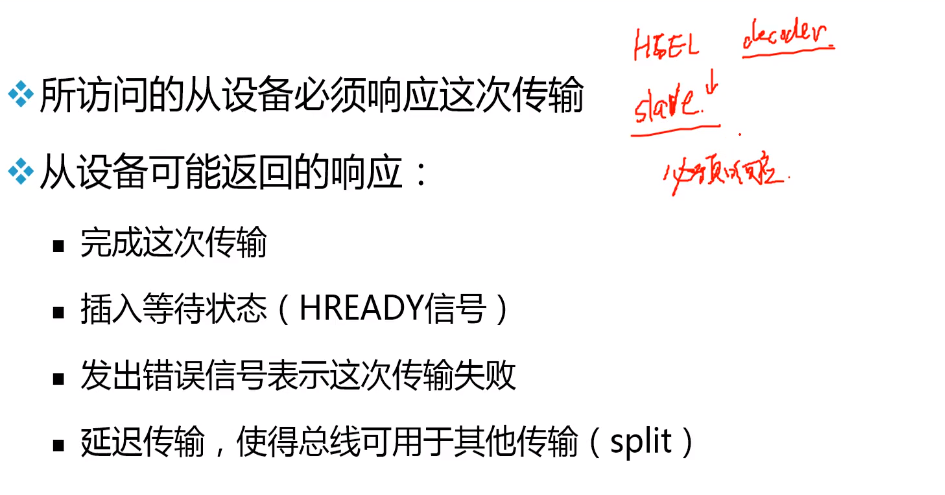 HSEL decoder
所访问的从设备必须响应这次传输
slave
从设备可能返回的响应：
必须响应
完成这次传输
插入等待状态（HREADY信号）
发出错误信号表示这次传输失败
延迟传输，使得总线可用于其他传输（split）